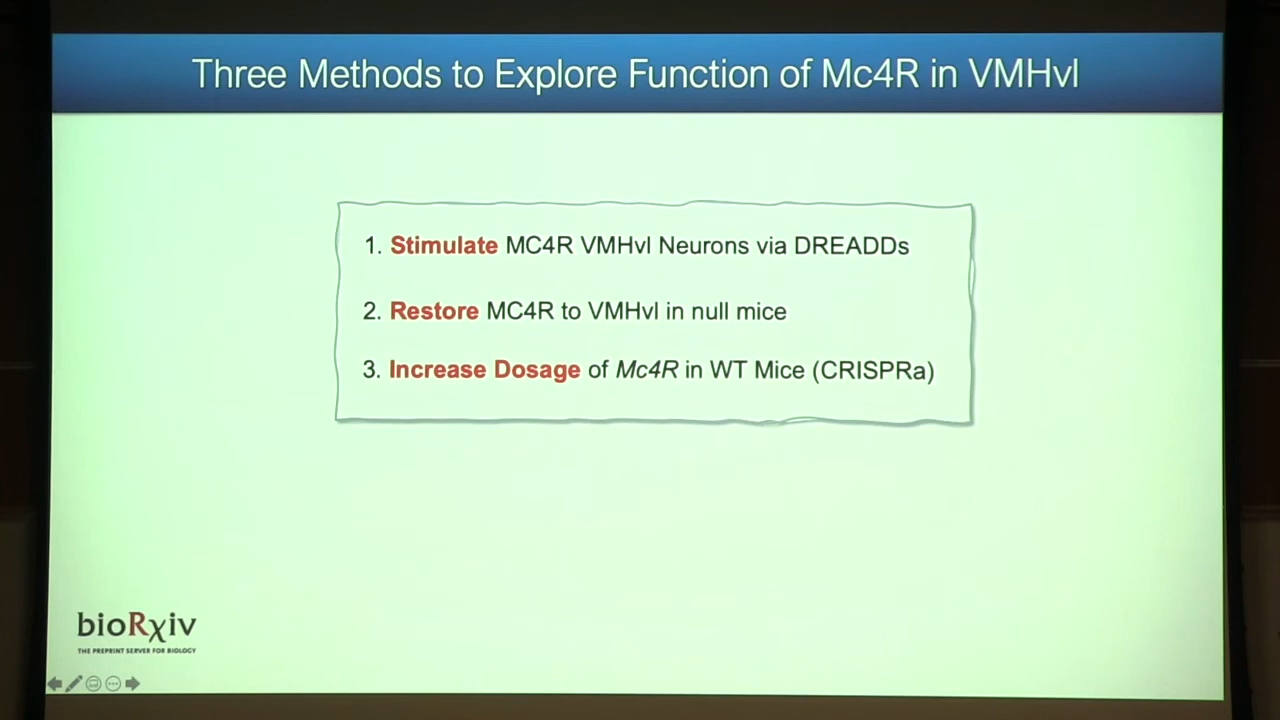 Three Methods to Explore Function of Mc4R in VMHvl
1. Stimulate MC4R VMHvl Neurons via DREADDs
2. Restore MC4R to VMHvl in null mice
3. Increase Dosage of Mc4R in WT Mice (CRISPRa)
bioRχiv
THE PREPRINT SERVER FOR BIOLOGY